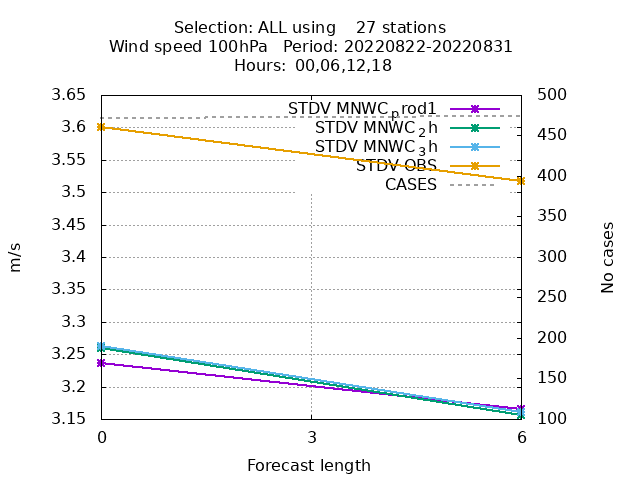 Selection: ALL using    27 stations
Wind speed 100hPa   Period: 20220822-20220831
Hours: 00,06,12,18
3.65
3.6
3.55
3.5
3.45
3.4
3.35
3.3
3.25
3.2
3.15
500
450
400
350
300
250
200
150
100
STDV MNWC_prod1
STDV MNWC_2h
STDV MNWC_3h
STDV OBS
CASES
m/s
No cases
0 3 6
Forecast length